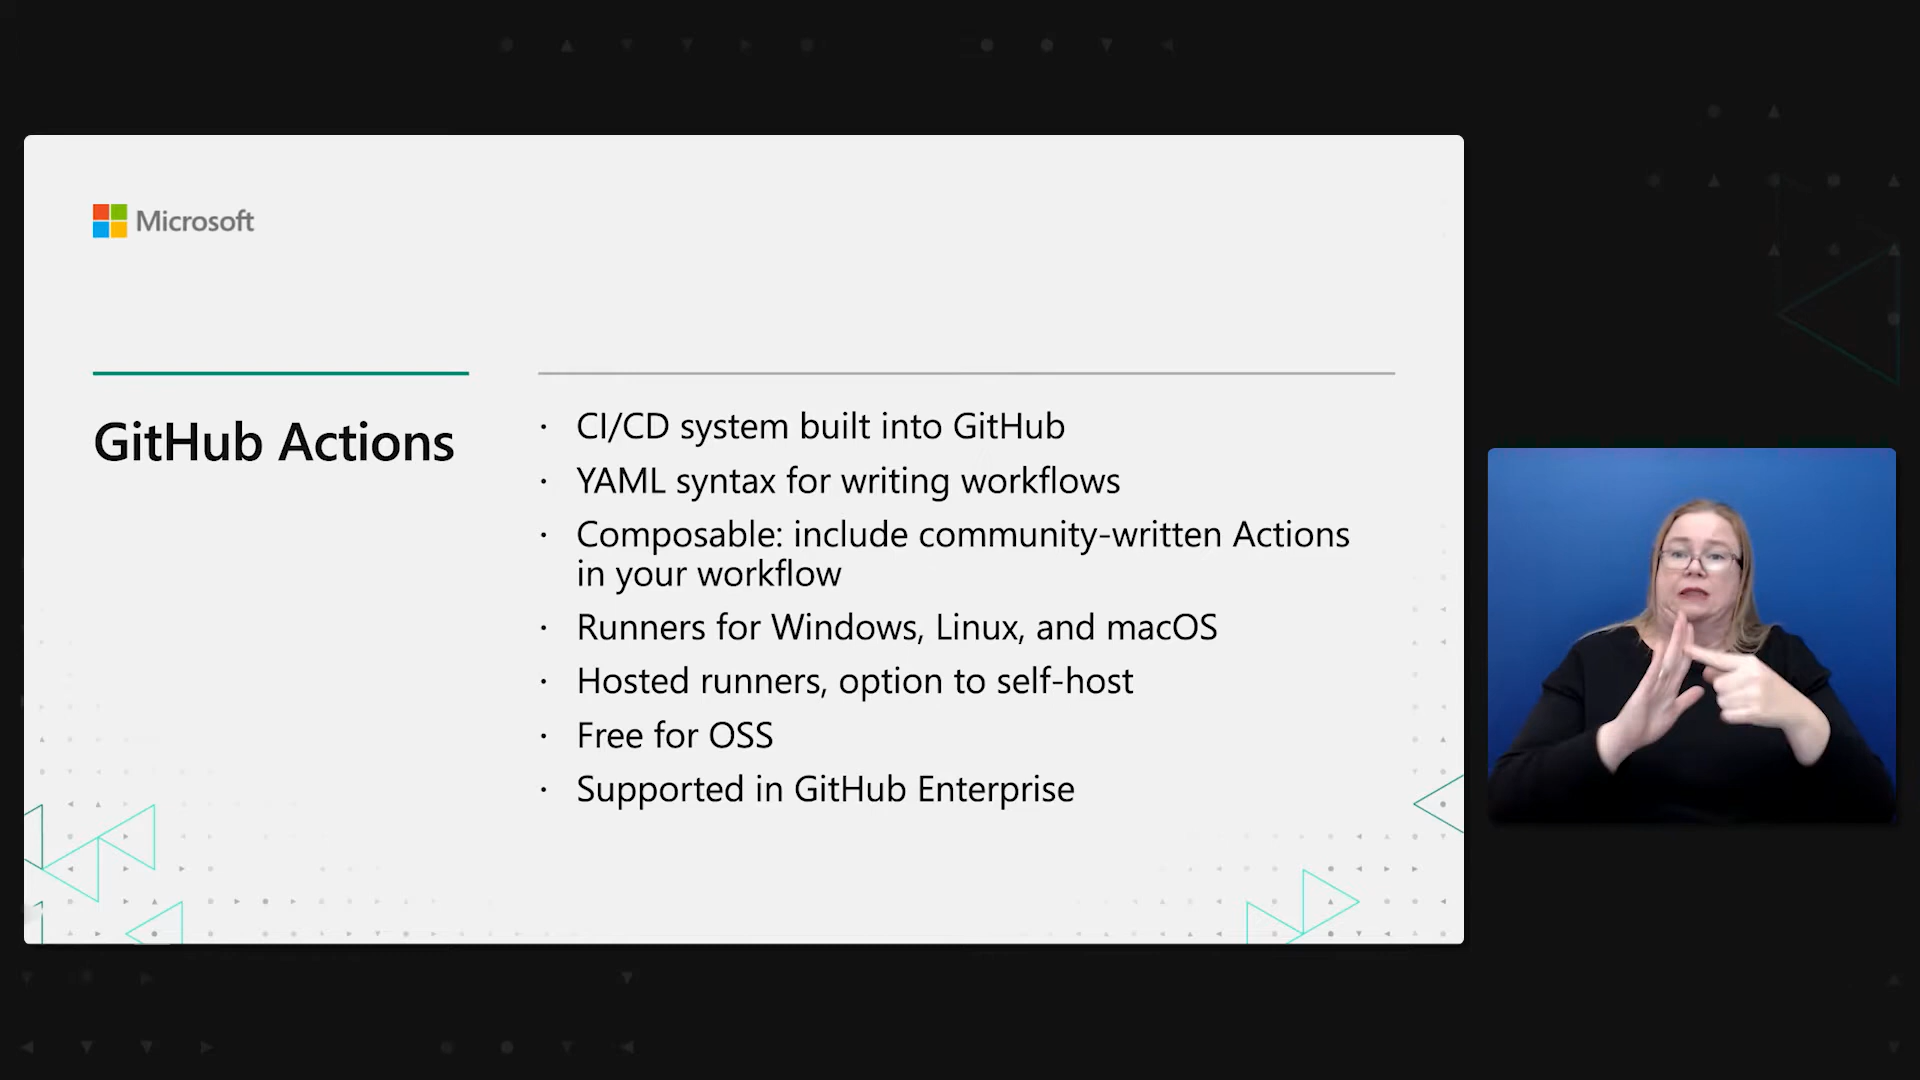 Microsoft
GitHub Actions
· CI/CD system built into GitHub
· YAML syntax for writing workflows
· Composable: include community-written Actions
in your workflow
· Runners for Windows, Linux, and macOS
· Hosted runners, option to self-host
· Free for OSS
· Supported in GitHub Enterprise